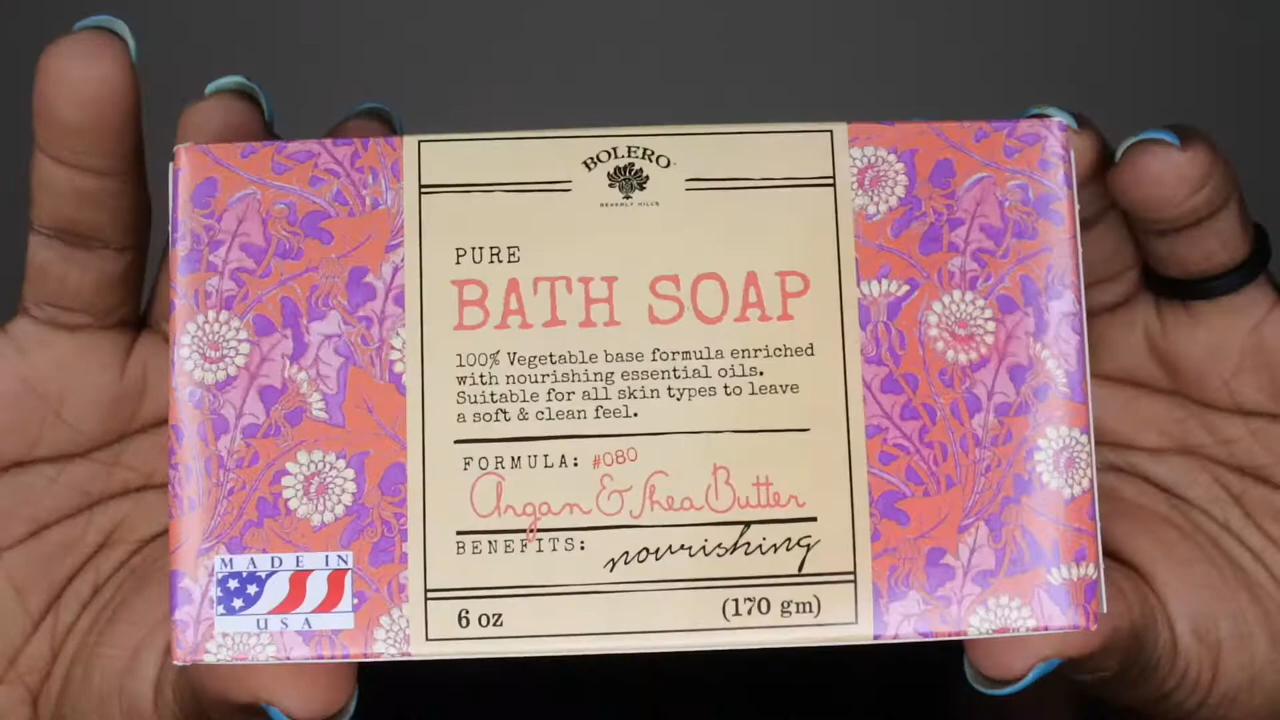 BOLERO
BEVERLY HILLS
PURE
BATH SOAP
100% Vegetable base formula enriched
with nourishing essential oils.
Suitable for all skin types to leave
a soft & clean feel.
FORMULA: #080
Argan & Shea Butter
BENEFITS: nourishing
6 oz (170 gm)
MADE IN
USA